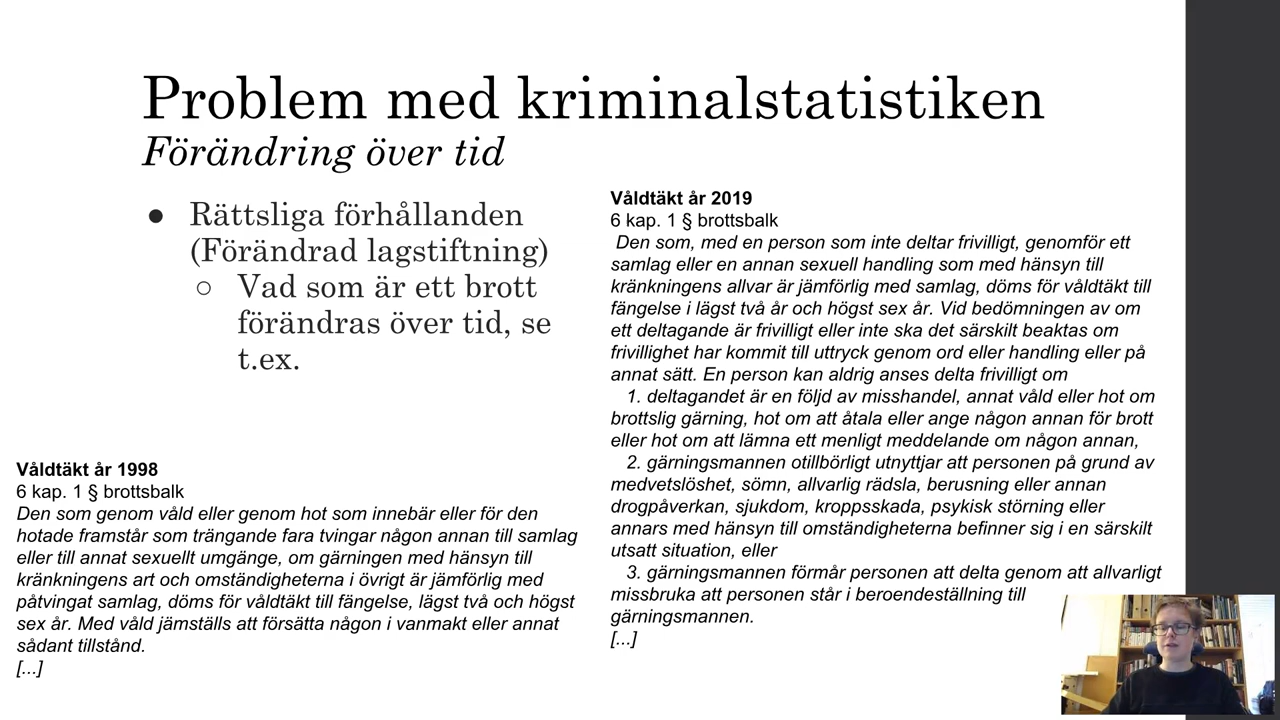 Problem med kriminalstatistiken
Förändring över tid
● Rättsliga förhållanden
(Förändrad lagstiftning)
○ Vad som är ett brott
förändras över tid, se
t.ex.
Våldtäkt år 1998
6 kap. 1 § brottsbalk
Den som genom våld eller genom hot som innebär eller för den
hotade framstår som trängande fara tvingar någon annan till samlag
eller till annat sexuellt umgänge, om gärningen med hänsyn till
kränkningens art och omständigheterna i övrigt är jämförlig med
påtvingat samlag, döms för våldtäkt till fängelse, lägst två och högst
sex år. Med våld jämställs att försätta någon i vanmakt eller annat
sådant tillstånd.
[...]
Våldtäkt år 2019
6 kap. 1 § brottsbalk
Den som, med en person som inte deltar frivilligt, genomför ett
samlag eller en annan sexuell handling som med hänsyn till
kränkningens allvar är jämförlig med samlag, döms för våldtäkt till
fängelse i lägst två år och högst sex år. Vid bedömningen av om
ett deltagande är frivilligt eller inte ska det särskilt beaktas om
frivillighet har kommit till uttryck genom ord eller handling eller på
annat sätt. En person kan aldrig anses delta frivilligt om
1. deltagandet är en följd av misshandel, annat våld eller hot om
brottslig gärning, hot om att åtala eller ange någon annan för brott
eller hot om att lämna ett menligt meddelande om någon annan,
2. gärningsmannen otillbörligt utnyttjar att personen på grund av
medvetslöshet, sömn, allvarlig rädsla, berusning eller annan
drogpåverkan, sjukdom, kroppsskada, psykisk störning eller
annars med hänsyn till omständigheterna befinner sig i en särskilt
utsatt situation, eller
3. gärningsmannen förmår personen att delta genom att allvarligt
missbruka att personen står i beroendeställning till
gärningsmannen.
[...]